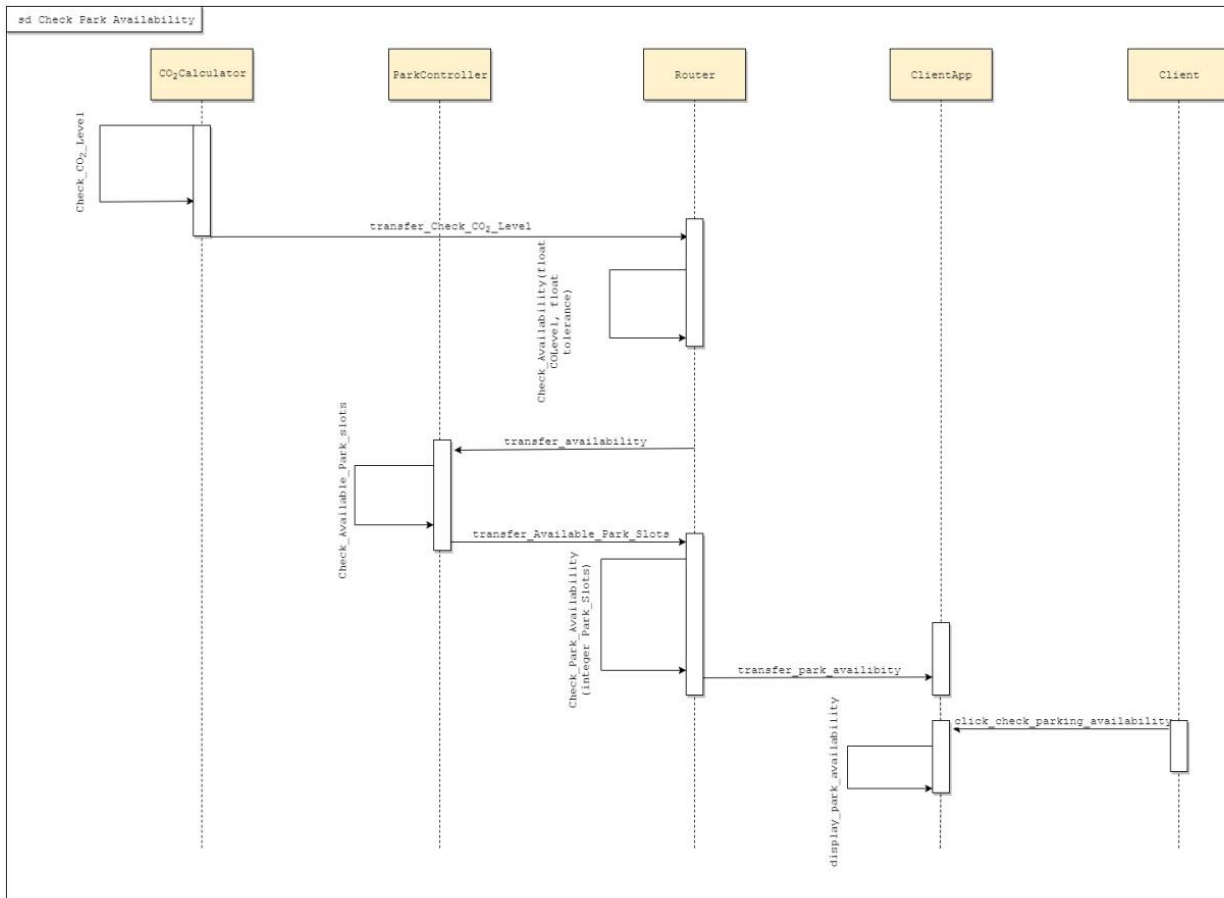 sd Check Park Availability
CO₂Calculator
ParkController
Router
ClientApp
Client
Check_CO₂_Level
transfer_Check_CO₂_Level
Check_Availability(float
COLevel, float
tolerance)
transfer_availability
Check_Available_Park_slots
transfer_Available_Park_Slots
Check_Park_Availability
(integer Park_Slots)
transfer_park_availibity
click_check_parking_availability
display_park_availability